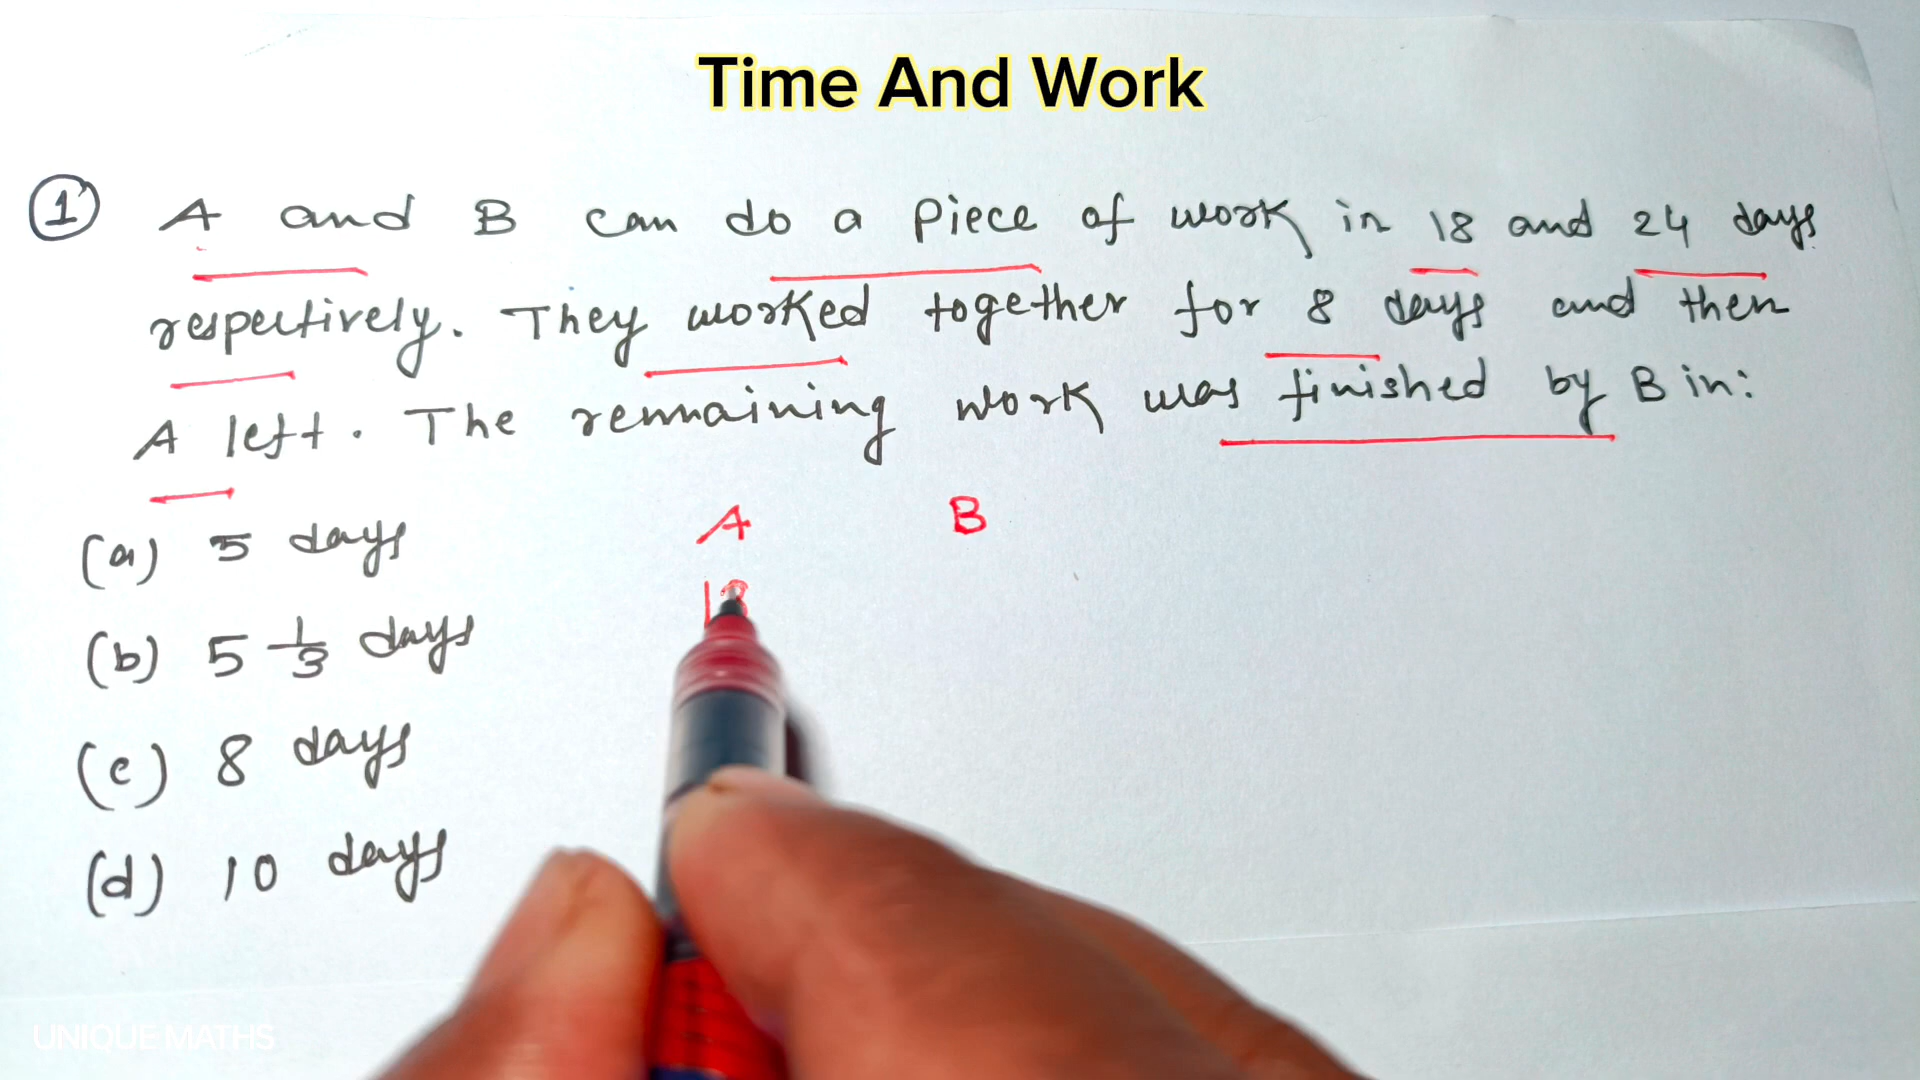 Time And Work
1 A and B can do a piece of work in 18 and 24 days
respectively. They worked together for 8 days and then
A left. The remaining work was finished by B in:
A B
18
(a) 5 days
(b) 5 1/3 days
(c) 8 days
(d) 10 days
UNIQUE MATHS